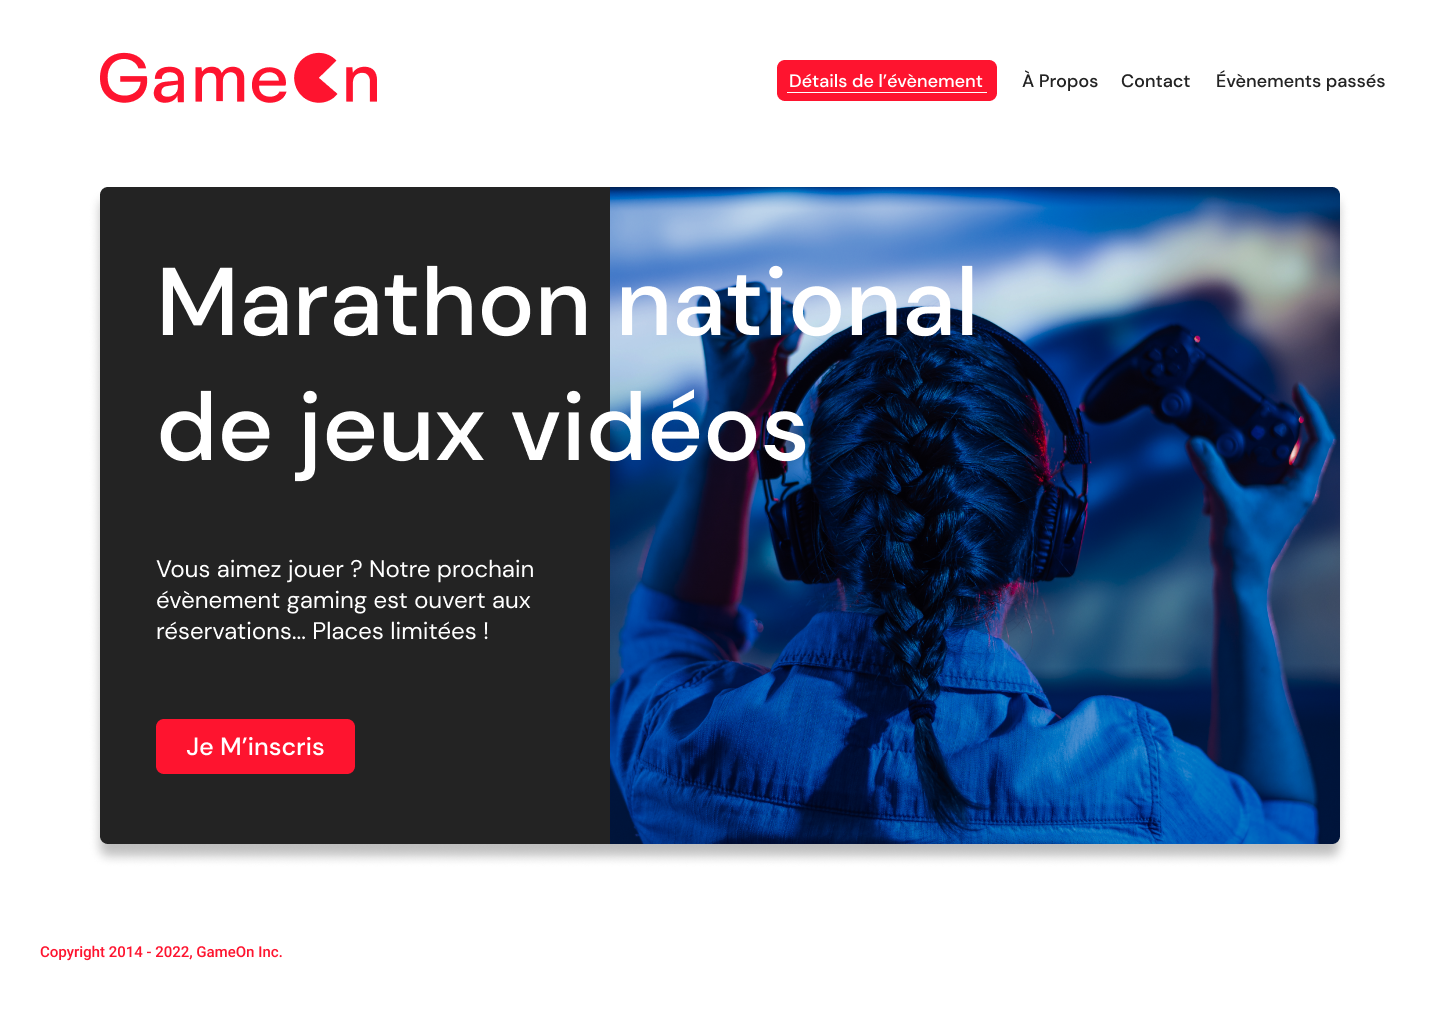 GameOn
Détails de l’évènement À Propos Contact Évènements passés
Marathon national
de jeux vidéos
Vous aimez jouer ? Notre prochain
évènement gaming est ouvert aux
réservations... Places limitées !
Je M’inscris
Copyright 2014 - 2022, GameOn Inc.